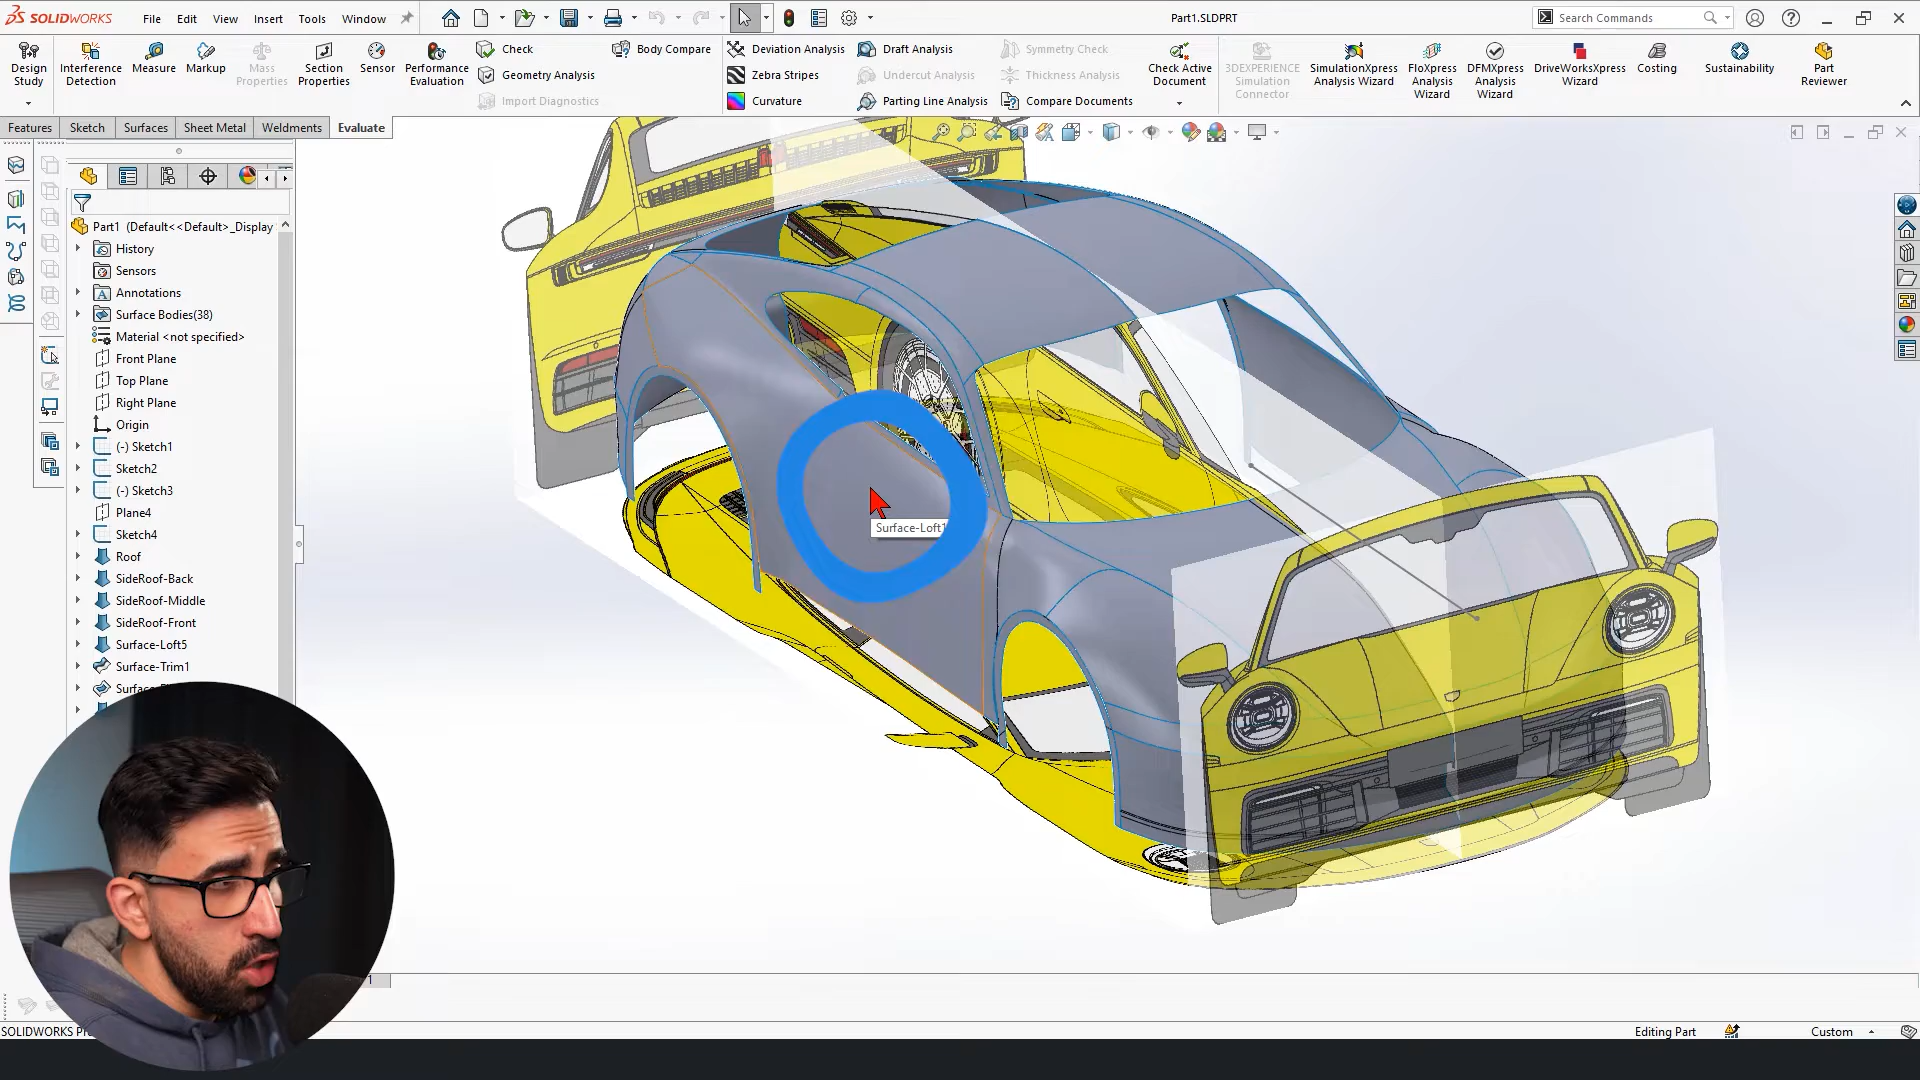 SOLIDWORKS
File Edit View Insert Tools Window
Part1.SLDPRT
Search Commands
Design Study
Interference Detection
Measure
Markup
Mass Properties
Section Properties
Sensor
Performance Evaluation
Check
Geometry Analysis
Import Diagnostics
Body Compare
Deviation Analysis
Zebra Stripes
Curvature
Draft Analysis
Undercut Analysis
Parting Line Analysis
Symmetry Check
Thickness Analysis
Compare Documents
Check Active Document
3DEXPERIENCE Simulation Connector
SimulationXpress Analysis Wizard
FloXpress Analysis Wizard
DFMXpress Analysis Wizard
DriveWorksXpress Wizard
Costing
Sustainability
Part Reviewer
Features Sketch Surfaces Sheet Metal Weldments Evaluate
Part1 (Default<<Default>_Display
History
Sensors
Annotations
Surface Bodies(38)
Material <not specified>
Front Plane
Top Plane
Right Plane
Origin
(-) Sketch1
Sketch2
(-) Sketch3
Plane4
Sketch4
Roof
SideRoof-Back
SideRoof-Middle
SideRoof-Front
Surface-Loft5
Surface-Trim1
Surface-Loft1
1
SOLIDWORKS
Editing Part
Custom